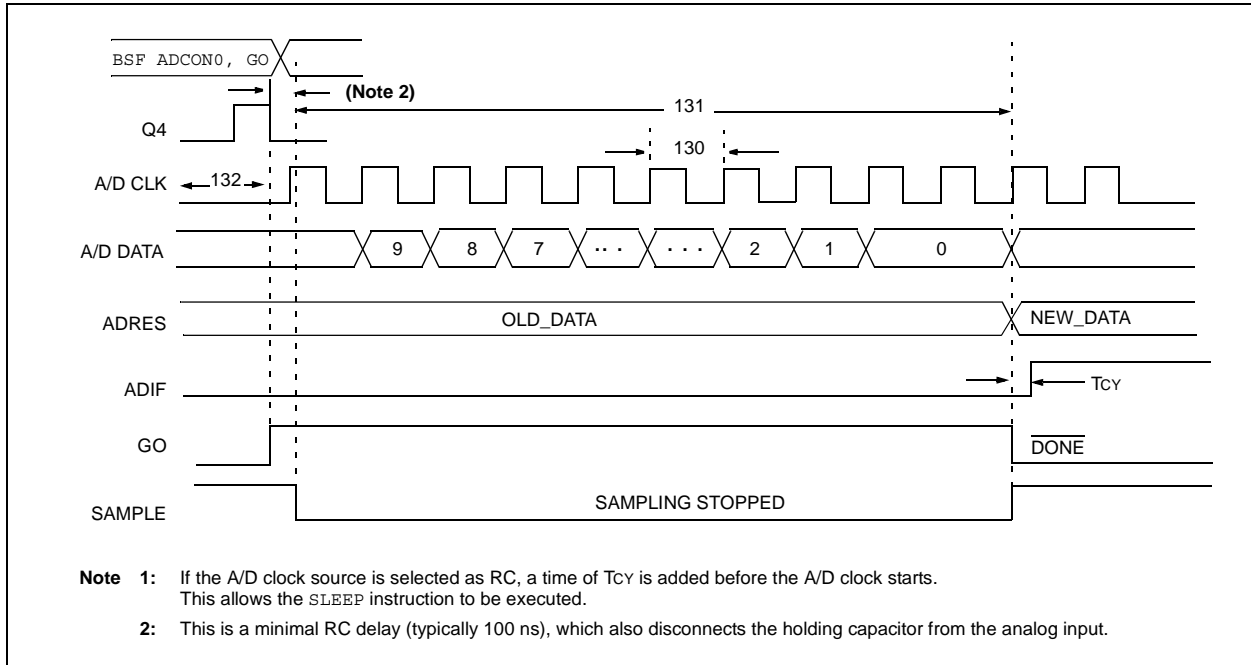 BSF ADCON0, GO
(Note 2)
131
Q4
130
A/D CLK
132
A/D DATA
9 8 7 .. . . . . 2 1 0
ADRES
OLD_DATA
NEW_DATA
ADIF
TCY
GO
DONE
SAMPLE
SAMPLING STOPPED
Note 1: If the A/D clock source is selected as RC, a time of TCY is added before the A/D clock starts.
This allows the SLEEP instruction to be executed.
2: This is a minimal RC delay (typically 100 ns), which also disconnects the holding capacitor from the analog input.